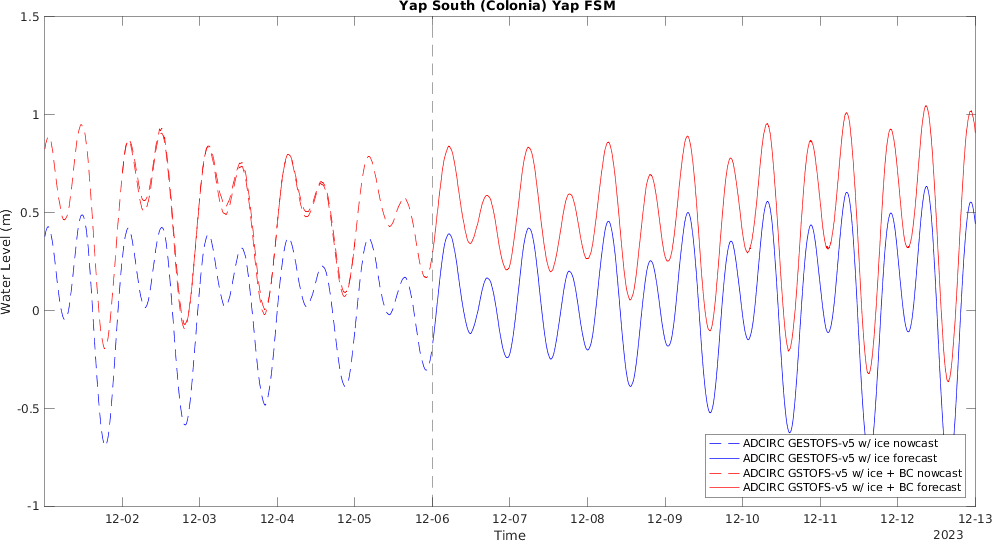 Yap South (Colonia) Yap FSM
1.5
1
0.5
0
-0.5
-1
Water Level (m)
12-02 12-03 12-04 12-05 12-06 12-07 12-08 12-09 12-10 12-11 12-12 12-13
2023
Time
ADCIRC GESTOFS-v5 w/ ice nowcast
ADCIRC GESTOFS-v5 w/ ice forecast
ADCIRC GSTOFS-v5 w/ ice + BC nowcast
ADCIRC GSTOFS-v5 w/ ice + BC forecast